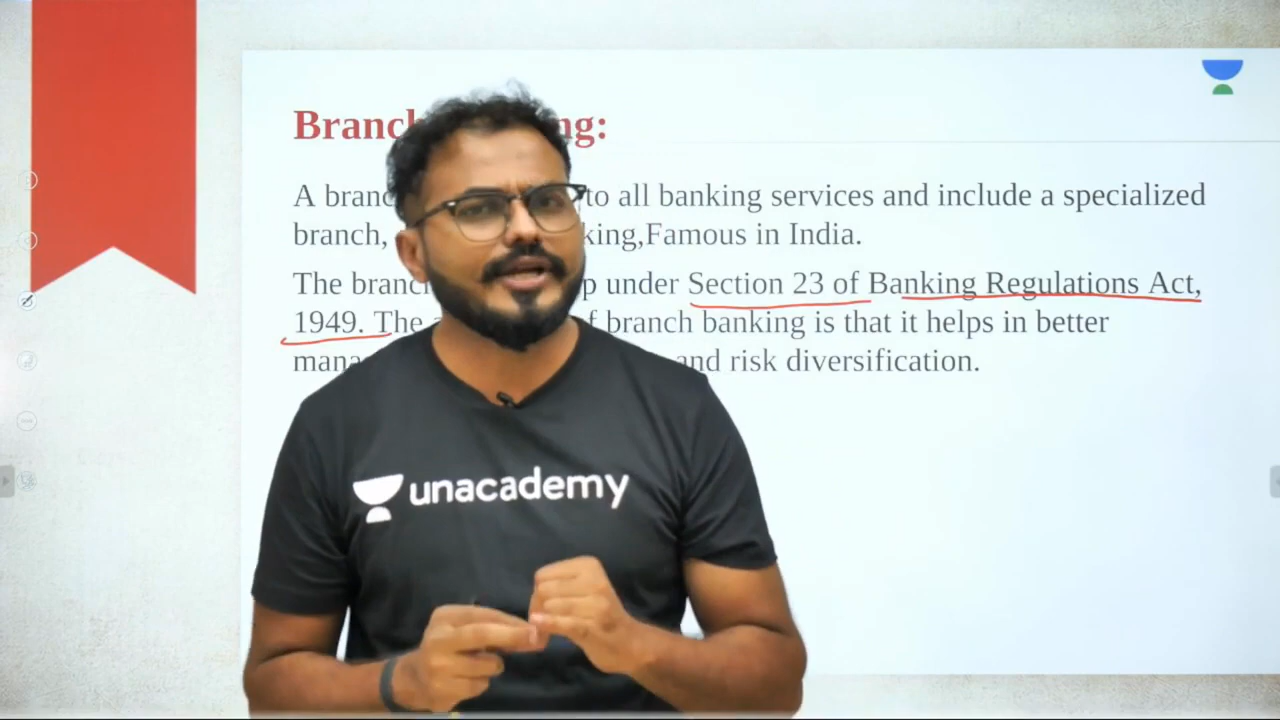 Branch ng:
A branc to all banking services and include a specialized
branch, king,Famous in India.
The branc p under Section 23 of Banking Regulations Act,
1949. The a f branch banking is that it helps in better
mana and risk diversification.
unacademy